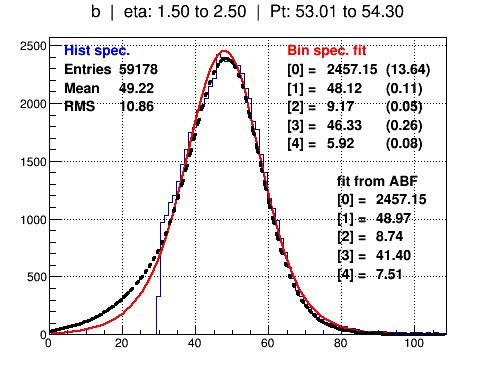 b | eta: 1.50 to 2.50 | Pt: 53.01 to 54.30
Hist spec.
Entries 59178
Mean 49.22
RMS 10.86
Bin spec. fit
[0] = 2457.15 (13.64)
[1] = 48.12 (0.11)
[2] = 9.17 (0.05)
[3] = 46.33 (0.26)
[4] = 5.92 (0.08)
fit from ABF
[0] = 2457.15
[1] = 48.97
[2] = 8.74
[3] = 41.40
[4] = 7.51
2500
2000
1500
1000
500
0
0 20 40 60 80 100